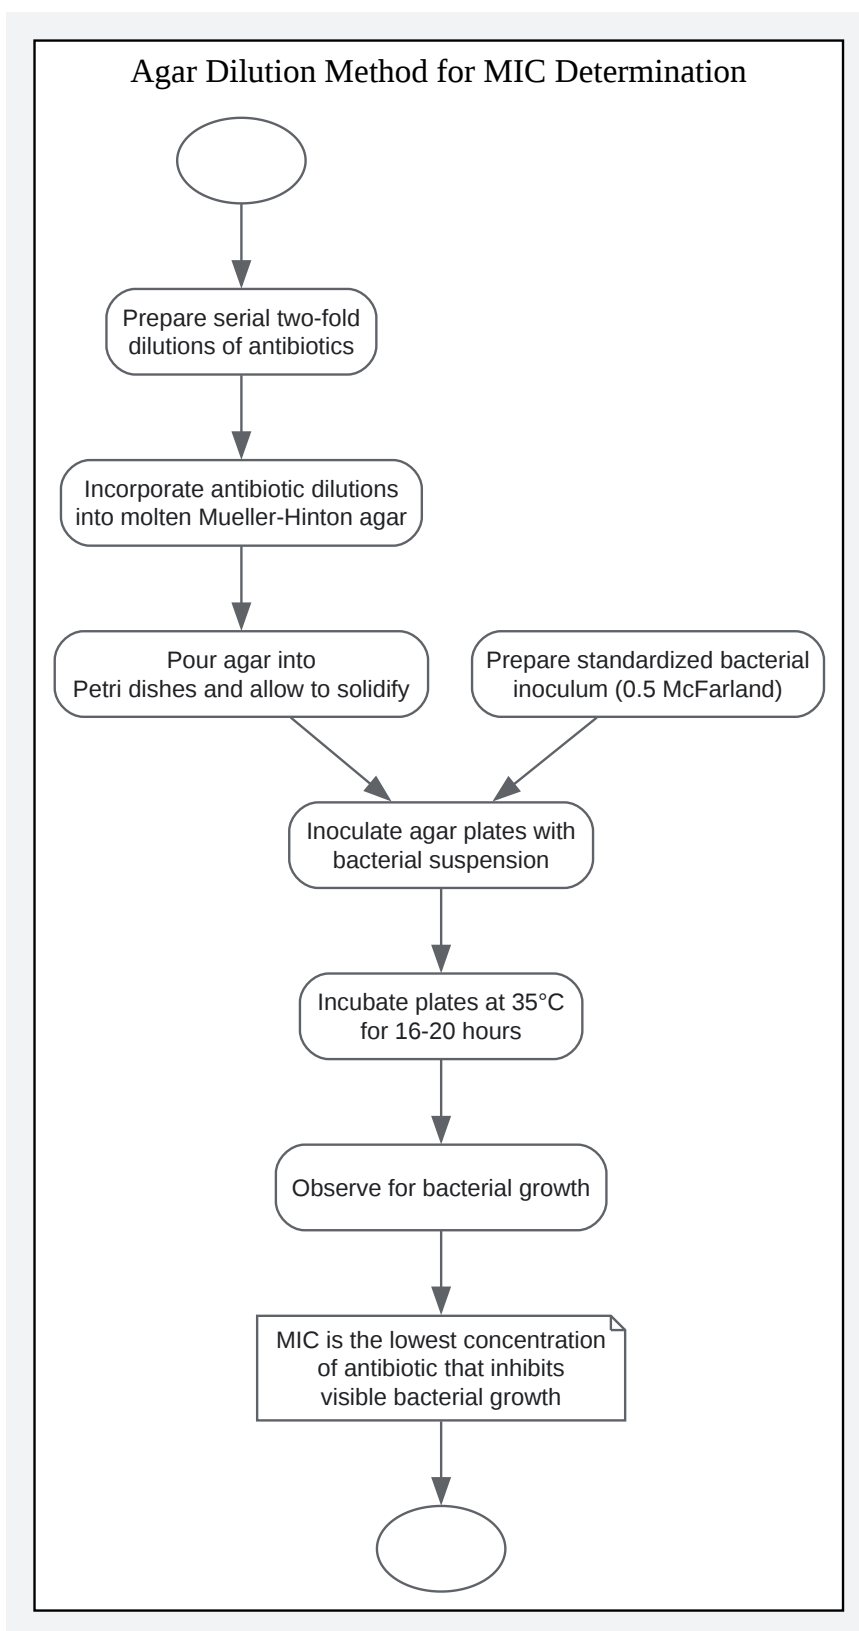 Agar Dilution Method for MIC Determination
Prepare serial two-fold
dilutions of antibiotics
Incorporate antibiotic dilutions
into molten Mueller-Hinton agar
Pour agar into
Petri dishes and allow to solidify
Prepare standardized bacterial
inoculum (0.5 McFarland)
Inoculate agar plates with
bacterial suspension
Incubate plates at 35°C
for 16-20 hours
Observe for bacterial growth
MIC is the lowest concentration
of antibiotic that inhibits
visible bacterial growth